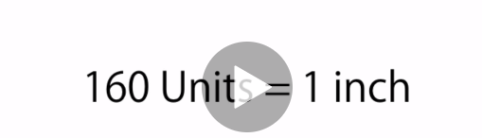 160 Units = 1 inch